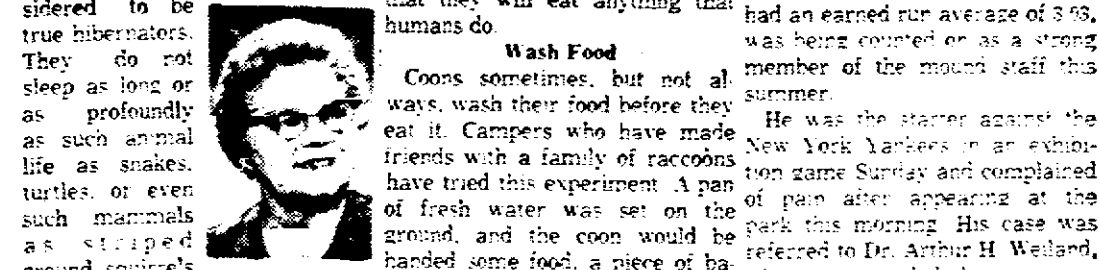 sidered to be
true hibernators.
They do not
sleep as long or
as profoundly
as such animal
life as snakes,
turtles, or even
such mammals
as striped
ground squirrels
that they will eat anything that
humans do.
Wash Food
Coons sometimes, but not al-
ways, wash their food before they
eat it. Campers who have made
friends with a family of raccoons
have tried this experiment. A pan
of fresh water was set on the
ground, and the coon would be
handed some food, a piece of ba-
had an earned run average of 3.93,
was being counted on as a strong
member of the mound staff this
summer.
He was the starter against the
New York Yankees in an exhibi-
tion game Sunday and complained
of pain after appearing at the
park this morning. His case was
referred to Dr. Arthur H. Weiland,